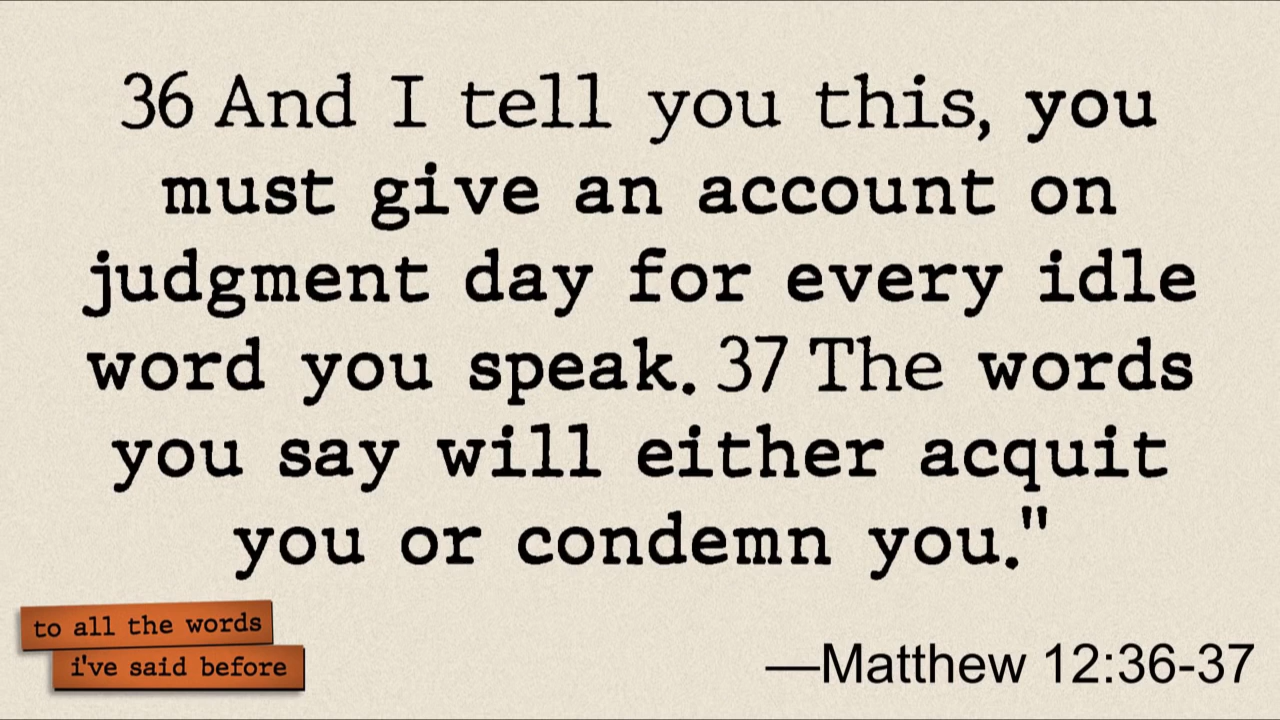 36 And I tell you this, you
must give an account on
judgment day for every idle
word you speak. 37 The words
you say will either acquit
you or condemn you."
to all the words
i've said before
—Matthew 12:36-37